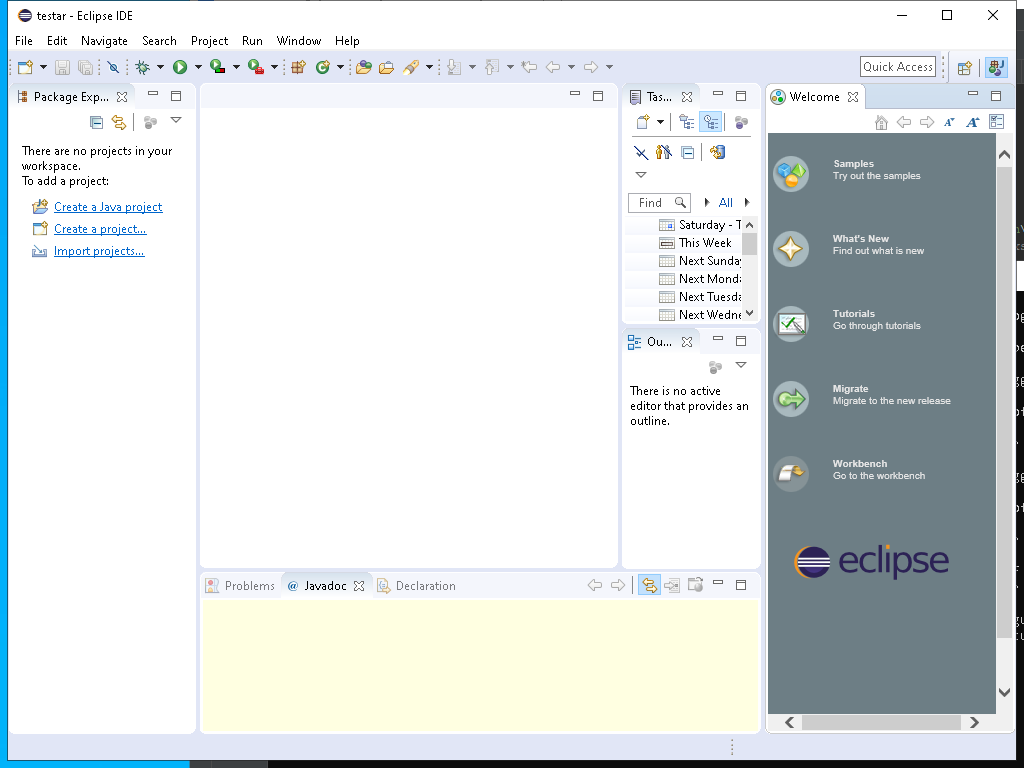 testar - Eclipse IDE
File Edit Navigate Search Project Run Window Help
Quick Access
Package Exp...
There are no projects in your
workspace.
To add a project:
Create a Java project
Create a project...
Import projects...
Tas...
Find
All
Saturday - T
This Week
Next Sunday
Next Monda
Next Tuesda
Next Wedne
Ou...
There is no active
editor that provides an
outline.
Welcome
Samples
Try out the samples
What's New
Find out what is new
Tutorials
Go through tutorials
Migrate
Migrate to the new release
Workbench
Go to the workbench
eclipse
Problems @ Javadoc Declaration